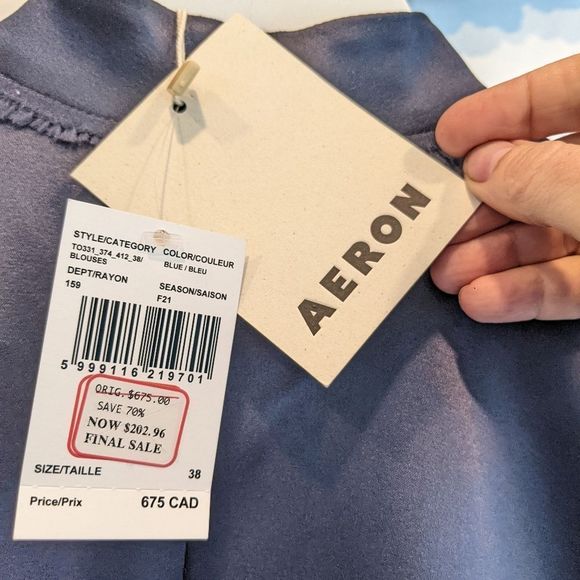 AERON
STYLE/CATEGORY COLOR/COULEUR
TO331_374_412_38/ BLUE / BLEU
BLOUSES
DEPT/RAYON SEASON/SAISON
159 F21
5 999116 219701
ORIG. $675.00
SAVE 70%
NOW $202.96
FINAL SALE
SIZE/TAILLE 38
Price/Prix 675 CAD